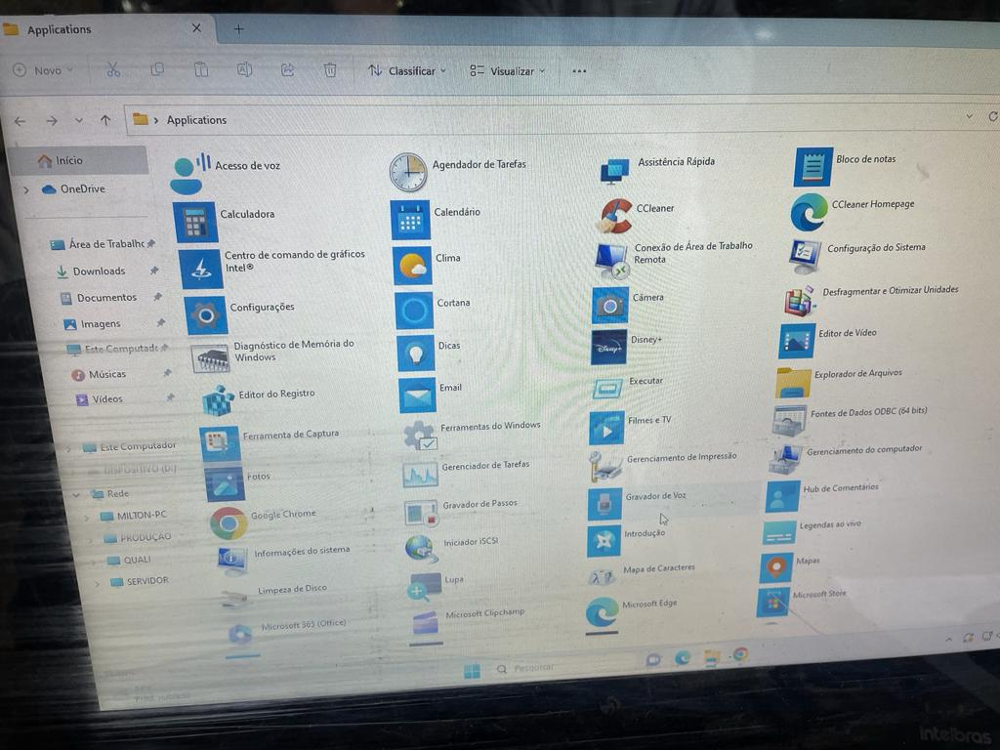 Applications
Novo
Classificar
Visualizar
Applications
Início
OneDrive
Área de Trabalho
Downloads
Documentos
Imagens
Este Computado
Músicas
Vídeos
Este Computador
DISPOSITIVO (D:)
Rede
MILTON-PC
PRODUÇÃO
QUALI
SERVIDOR
Acesso de voz
Agendador de Tarefas
Assistência Rápida
Bloco de notas
Calculadora
Calendário
CCleaner
CCleaner Homepage
Centro de comando de gráficos
Intel®
Clima
Conexão de Área de Trabalho
Remota
Configuração do Sistema
Configurações
Cortana
Câmera
Desfragmentar e Otimizar Unidades
Diagnóstico de Memória do
Windows
Dicas
Disney+
Disney+
Editor de Vídeo
Editor do Registro
Email
Executar
Explorador de Arquivos
Ferramenta de Captura
Ferramentas do Windows
Filmes e TV
Fontes de Dados ODBC (64 bits)
Fotos
Gerenciador de Tarefas
Gerenciamento de Impressão
Gerenciamento do computador
Google Chrome
Gravador de Passos
Gravador de Voz
Hub de Comentários
Informações do sistema
Iniciador iSCSI
Introdução
Legendas ao vivo
Limpeza de Disco
Lupa
Mapa de Caracteres
Mapas
Microsoft 365 (Office)
Microsoft Clipchamp
Microsoft Edge
Microsoft Store
Pesquisar
Pred. nublado
intelbras